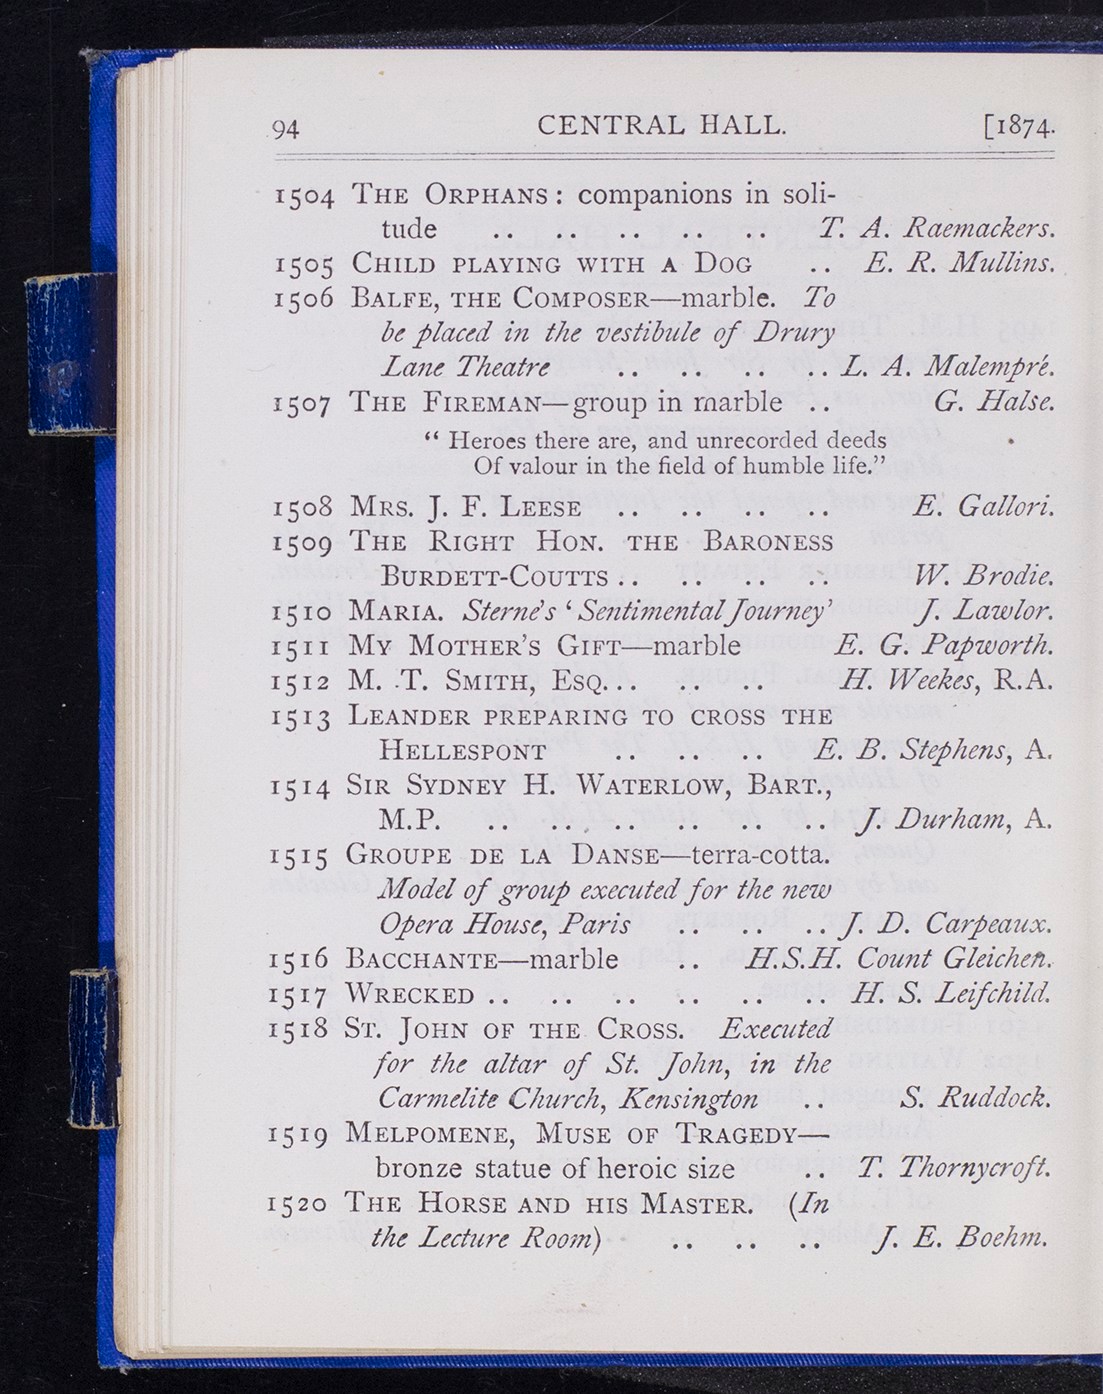 94 CENTRAL HALL. [1874.
1504 THE ORPHANS: companions in soli-
tude .. .. .. .. .. T. A. Raemackers.
1505 CHILD PLAYING WITH A DOG .. E. R. Mullins.
1506 BALFE, THE COMPOSER—marble. To
be placed in the vestibule of Drury
Lane Theatre .. .. .. .. L. A. Malempré.
1507 THE FIREMAN—group in marble .. G. Halse.
“ Heroes there are, and unrecorded deeds
Of valour in the field of humble life.”
1508 MRS. J. F. LEESE .. .. .. .. E. Gallori.
1509 THE RIGHT HON. THE BARONESS
BURDETT-COUTTS .. .. .. .. W. Brodie.
1510 MARIA. Sterne's ‘Sentimental Journey’ J. Lawlor.
1511 MY MOTHER'S GIFT—marble E. G. Papworth.
1512 M. T. SMITH, ESQ... .. .. H. Weekes, R.A.
1513 LEANDER PREPARING TO CROSS THE
HELLESPONT .. .. .. E. B. Stephens, A.
1514 SIR SYDNEY H. WATERLOW, BART.,
M.P. .. .. .. .. .. .. J. Durham, A.
1515 GROUPE DE LA DANSE—terra-cotta.
Model of group executed for the new
Opera House, Paris .. .. .. J. D. Carpeaux.
1516 BACCHANTE—marble .. H.S.H. Count Gleichen.
1517 WRECKED .. .. .. .. .. .. H. S. Leifchild.
1518 ST. JOHN OF THE CROSS. Executed
for the altar of St. John, in the
Carmelite Church, Kensington .. S. Ruddock.
1519 MELPOMENE, MUSE OF TRAGEDY—
bronze statue of heroic size .. T. Thornycroft.
1520 THE HORSE AND HIS MASTER. (In
the Lecture Room) .. .. .. J. E. Boehm.